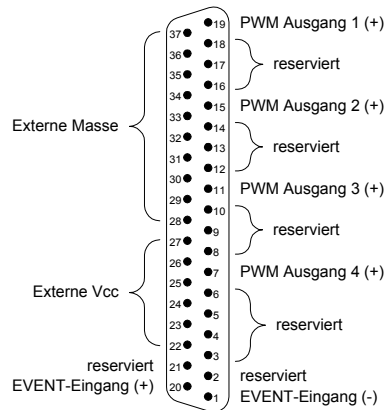 19 PWM Ausgang 1 (+)
37
18
36
17 reserviert
35
16
34
15 PWM Ausgang 2 (+)
33
14
Externe Masse
32
13 reserviert
31
12
30
11 PWM Ausgang 3 (+)
29
10
28
9 reserviert
27
8
26
7 PWM Ausgang 4 (+)
25
6
Externe Vcc
24
5
23
4 reserviert
22
3
reserviert 21
2 reserviert
EVENT-Eingang (+) 20
1 EVENT-Eingang (-)